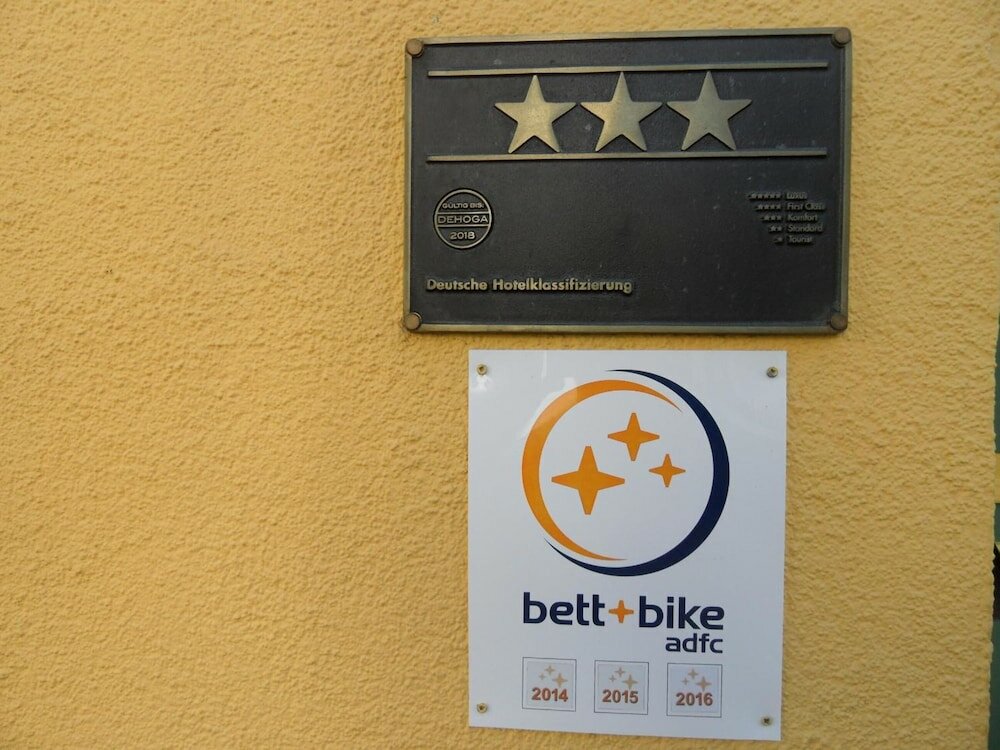 GÜLTIG BIS:
DEHOGA
2018
Luxus
First Class
Komfort
Standard
Tourist
Deutsche Hotelklassifizierung
bett+bike
adfc
2014 2015 2016